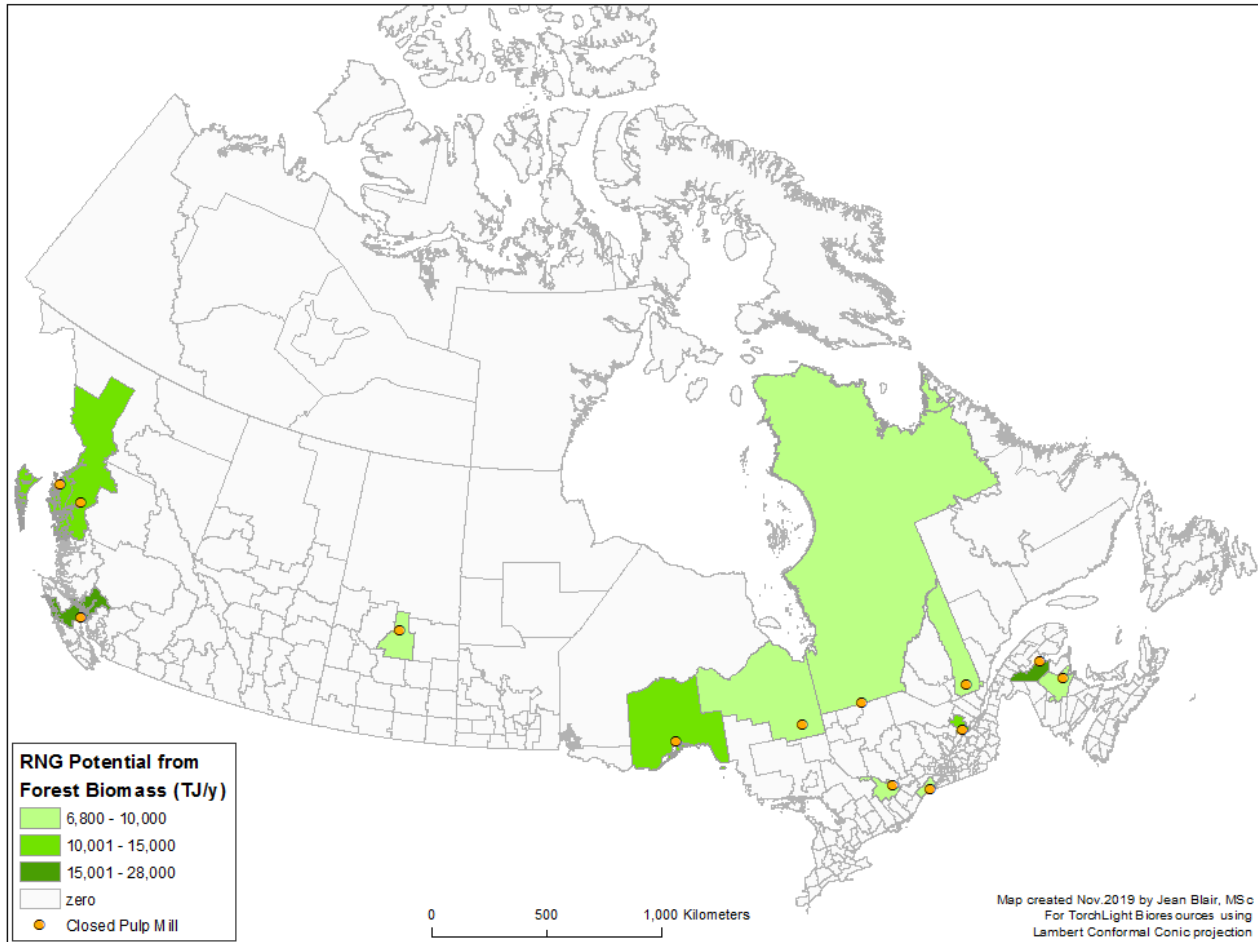 RNG Potential from
Forest Biomass (TJ/y)
6,800 - 10,000
10,001 - 15,000
15,001 - 28,000
zero
Closed Pulp Mill
0 500 1,000 Kilometers
Map created Nov.2019 by Jean Blair, MSc
For TorchLight Bioresources using
Lambert Conformal Conic projection